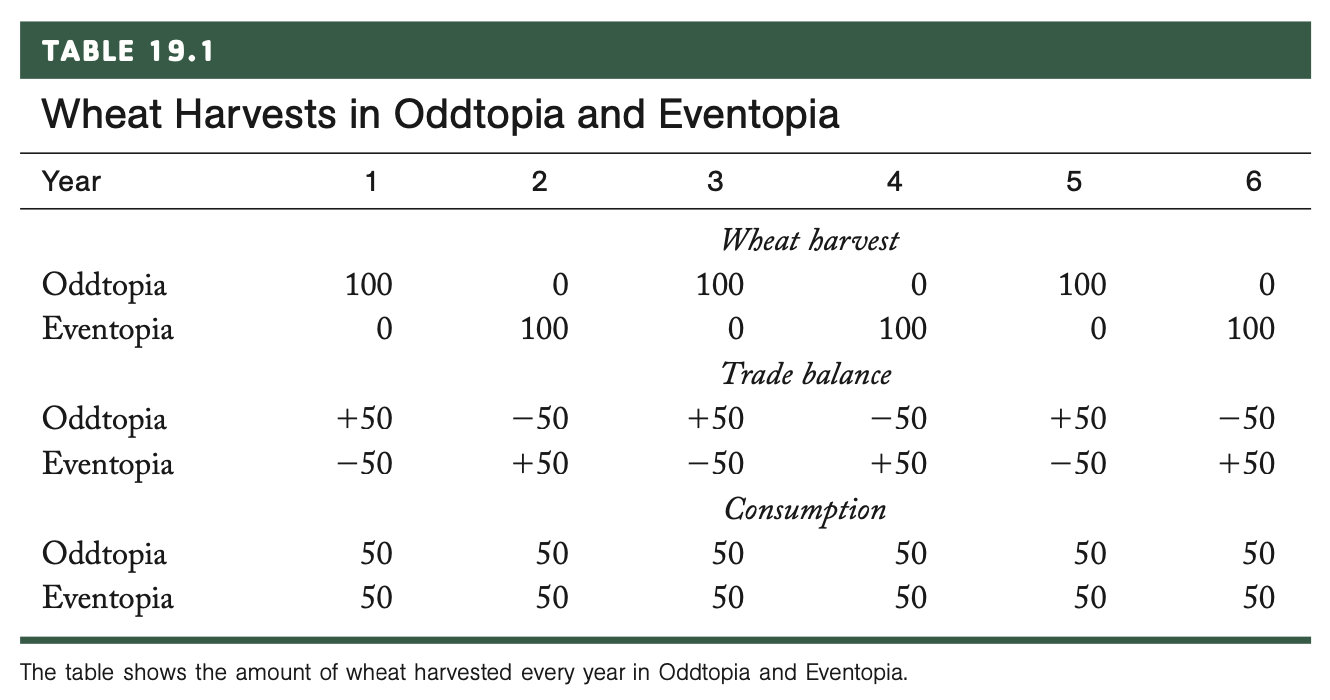 TABLE 19.1
Wheat Harvests in Oddtopia and Eventopia
Year 1 2 3 4 5 6
Wheat harvest
Oddtopia 100 0 100 0 100 0
Eventopia 0 100 0 100 0 100
Trade balance
Oddtopia +50 −50 +50 −50 +50 −50
Eventopia −50 +50 −50 +50 −50 +50
Consumption
Oddtopia 50 50 50 50 50 50
Eventopia 50 50 50 50 50 50
The table shows the amount of wheat harvested every year in Oddtopia and Eventopia.